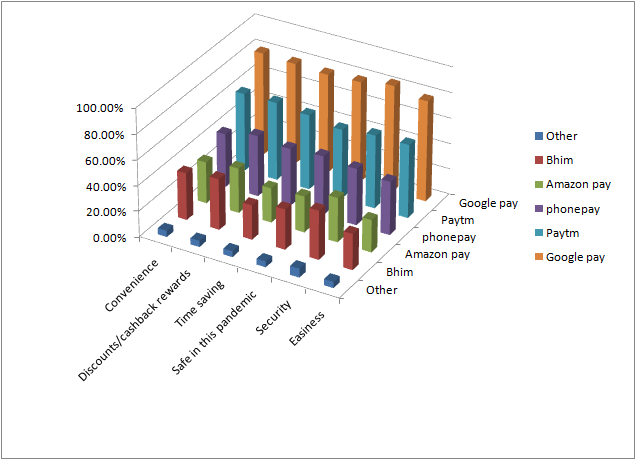 100.00%
80.00%
60.00%
40.00%
20.00%
0.00%
Convenience
Discounts/cashback rewards
Time saving
Safe in this pandemic
Security
Easiness
Google pay
Paytm
phonepay
Amazon pay
Bhim
Other
Other
Bhim
Amazon pay
phonepay
Paytm
Google pay